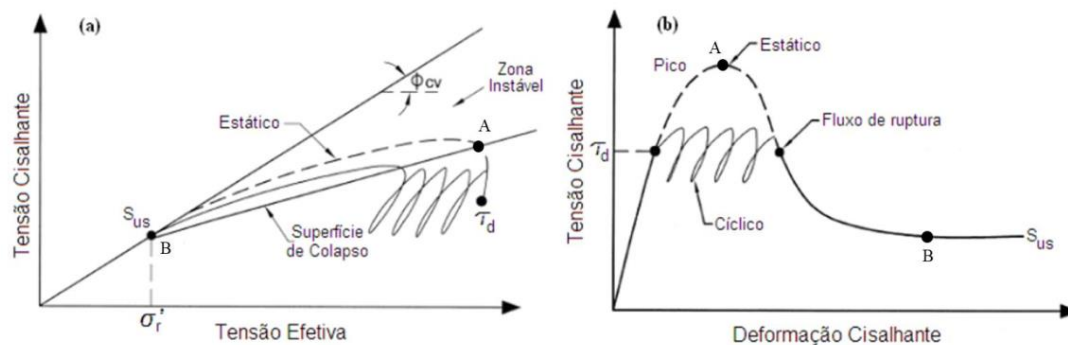 (a)
Tensão Cisalhante
ϕcv
Zona
Instável
Estático
A
Sus
B
Superfície
de Colapso
τd
σr'
Tensão Efetiva
(b)
Tensão Cisalhante
A
Estático
Pico
Fluxo de ruptura
τd
Cíclico
B
Sus
Deformação Cisalhante